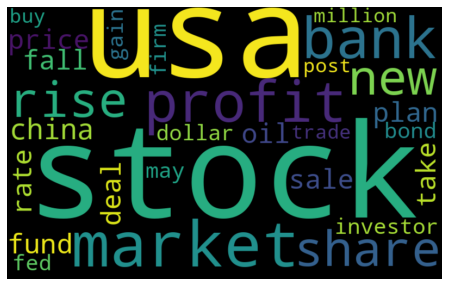 buy
gain
firm
usa
million
price
bank
fall
post
new
rise
profit
plan
china
dollar
oil
trade
bond
stock
rate
deal
may
sale
take
fund
market
share
investor
fed